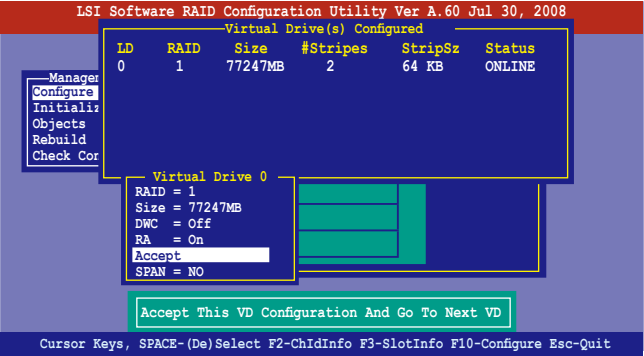 LSI Software RAID Configuration Utility Ver A.60 Jul 30, 2008
Virtual Drive(s) Configured
LD RAID Size #Stripes StripSz Status
0 1 77247MB 2 64 KB ONLINE
Managem
Configure
Initializ
Objects
Rebuild
Check Con
Virtual Drive 0
RAID = 1
Size = 77247MB
DWC = Off
RA = On
Accept
SPAN = NO
Accept This VD Configuration And Go To Next VD
Cursor Keys, SPACE-(De)Select F2-ChIdInfo F3-SlotInfo F10-Configure Esc-Quit